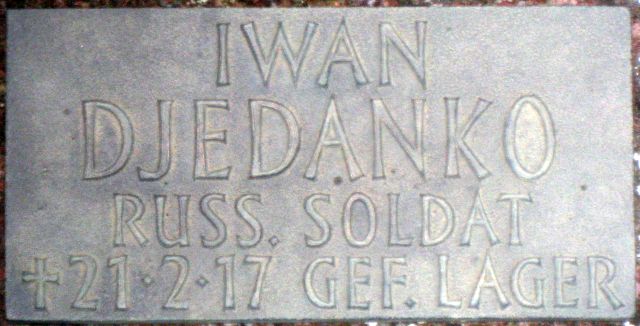 IWAN
DJEDANKO
RUSS. SOLDAT
✝21·2·17 GEF. LAGER